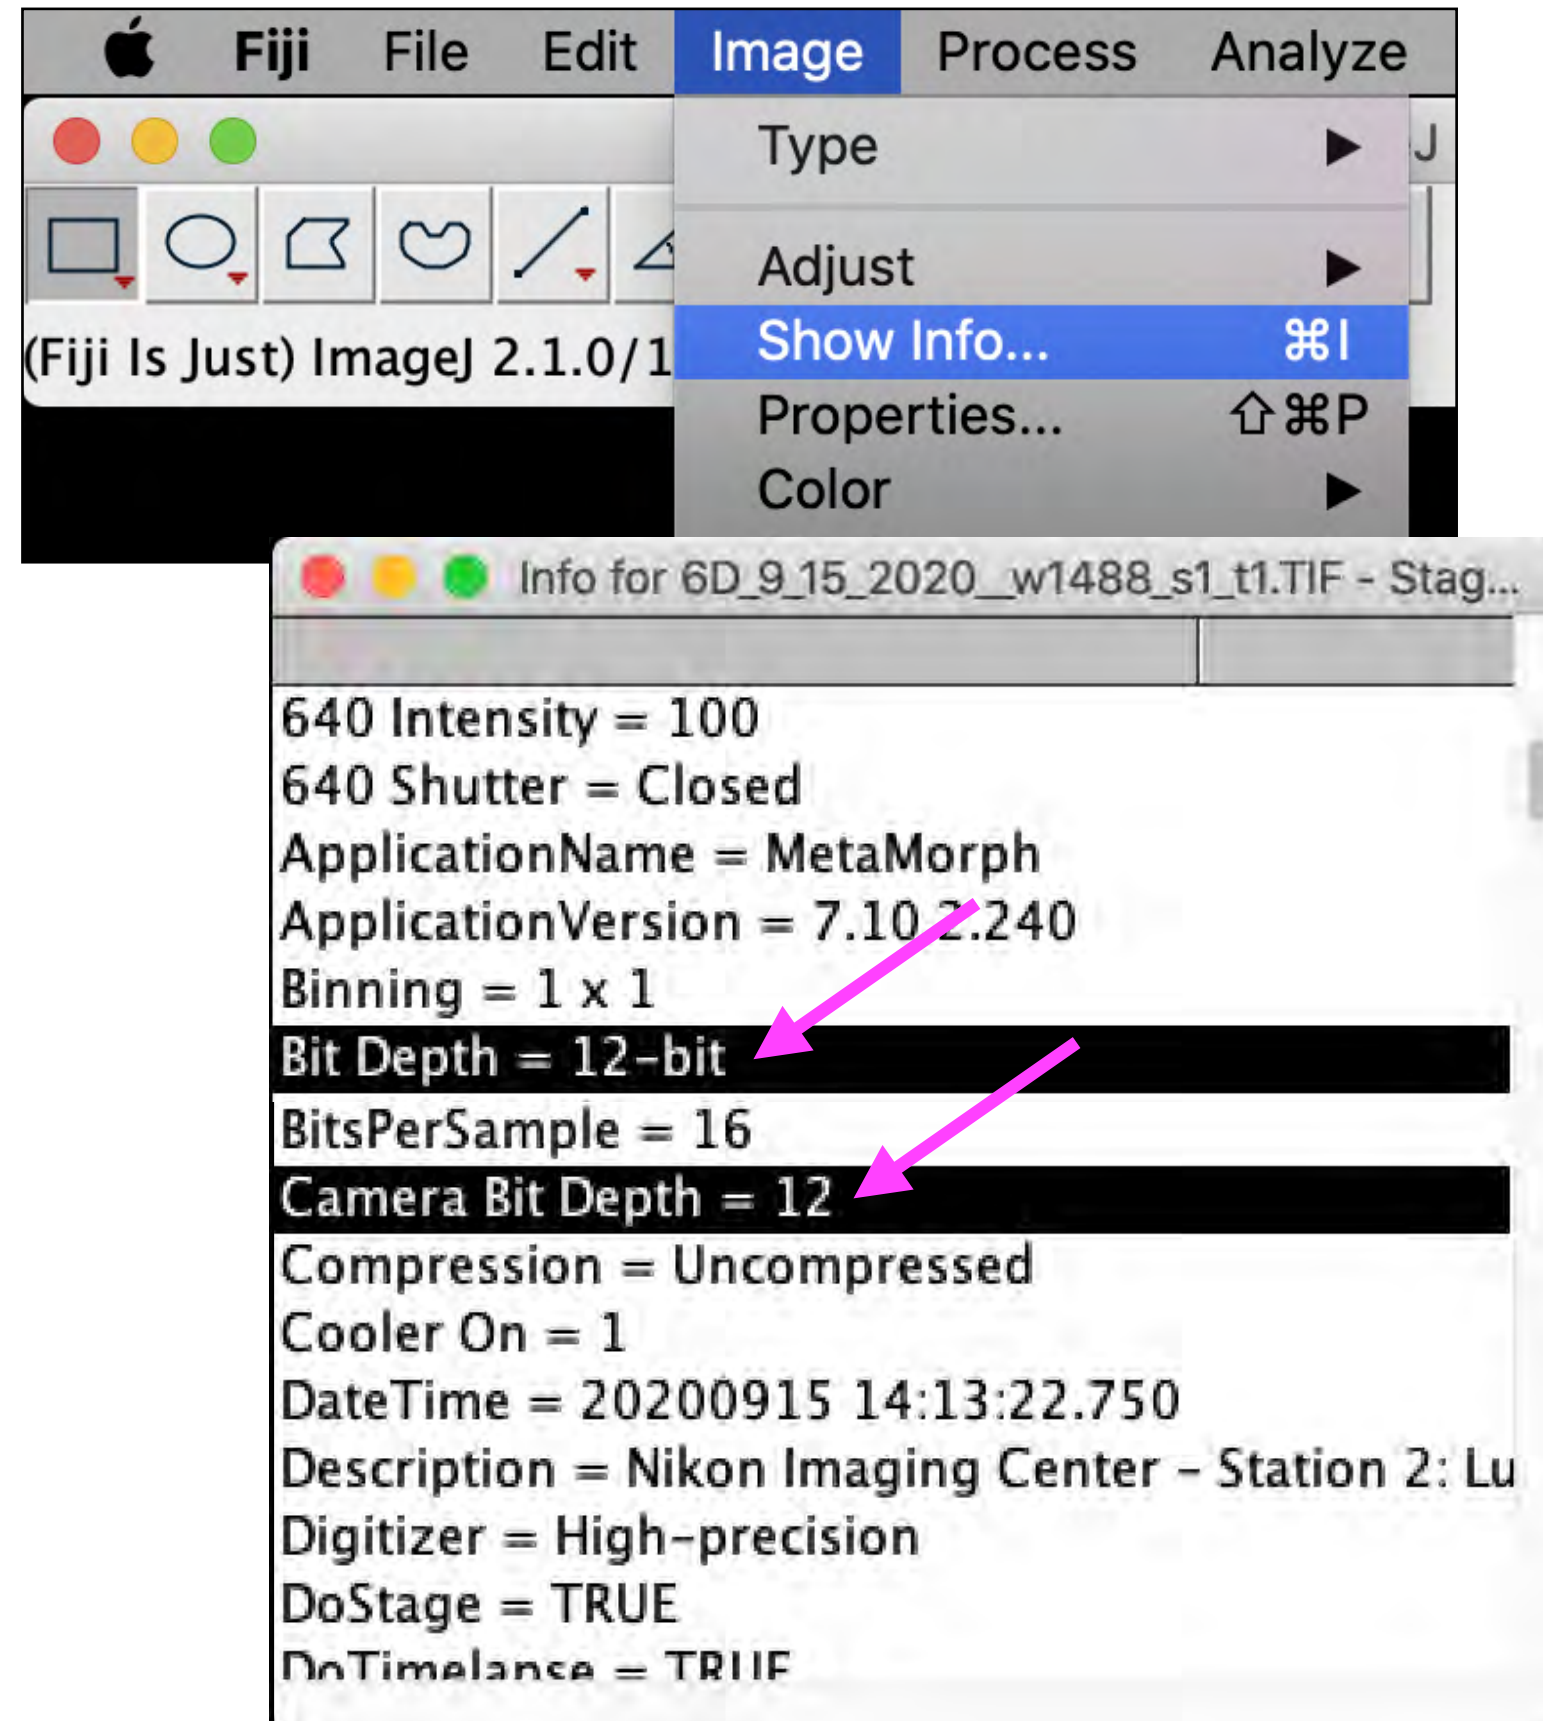 Fiji File Edit Image Process Analyze
Type
J
Adjust
Show Info... ⌘I
(Fiji Is Just) ImageJ 2.1.0/1
Properties... ⇧⌘P
Color
Info for 6D_9_15_2020__w1488_s1_t1.TIF - Stag...
640 Intensity = 100
640 Shutter = Closed
ApplicationName = MetaMorph
ApplicationVersion = 7.10.2.240
Binning = 1 x 1
Bit Depth = 12-bit
BitsPerSample = 16
Camera Bit Depth = 12
Compression = Uncompressed
Cooler On = 1
DateTime = 20200915 14:13:22.750
Description = Nikon Imaging Center - Station 2: Lu
Digitizer = High-precision
DoStage = TRUE
DoTimelapse = TRUE